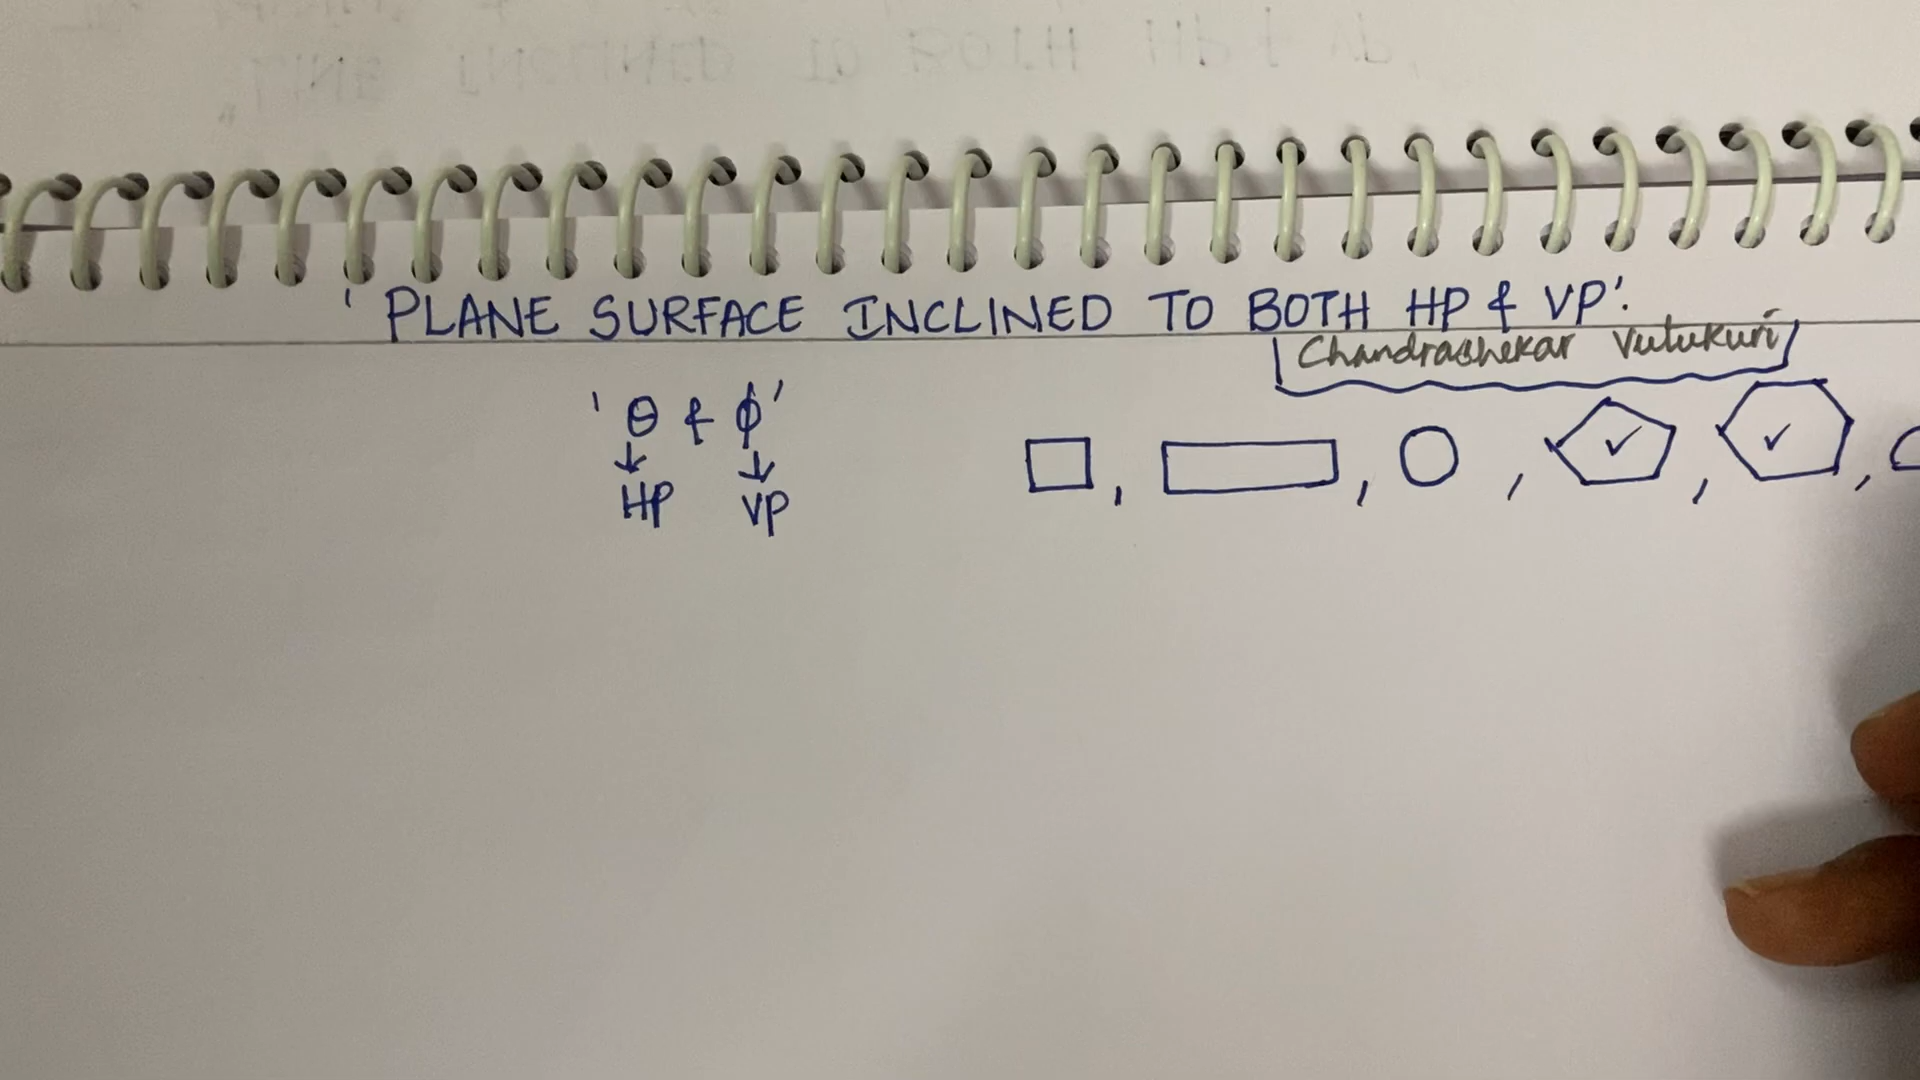 ' PLANE SURFACE INCLINED TO BOTH HP & VP'.
Chandrashekar Vutukuri
' θ & ϕ '
↓ ↓
HP VP
, , , , ,